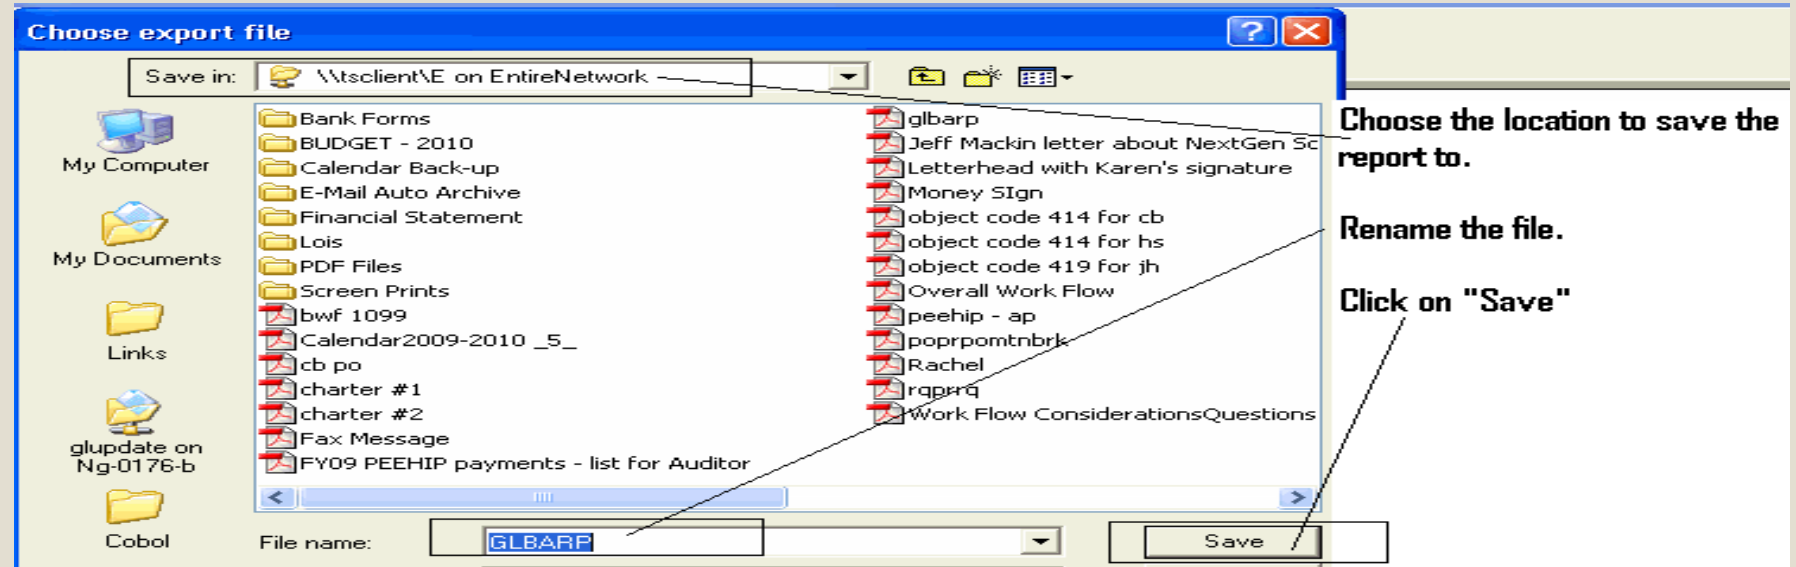 Choose export file
Save in:
\\tsclient\E on EntireNetwork
My Computer
My Documents
Links
glupdate on
Ng-0176-b
Cobol
Bank Forms
BUDGET - 2010
Calendar Back-up
E-Mail Auto Archive
Financial Statement
Lois
PDF Files
Screen Prints
bwf 1099
Calendar2009-2010 _5_
cb po
charter #1
charter #2
Fax Message
FY09 PEEHIP payments - list for Auditor
glbarp
Jeff Mackin letter about NextGen Sc
Letterhead with Karen's signature
Money SIgn
object code 414 for cb
object code 414 for hs
object code 419 for jh
Overall Work Flow
peehip - ap
poprpomtnbrk
Rachel
rqprrq
Work Flow ConsiderationsQuestions
File name:
GLBARP
Save
Choose the location to save the
report to.
Rename the file.
Click on "Save"